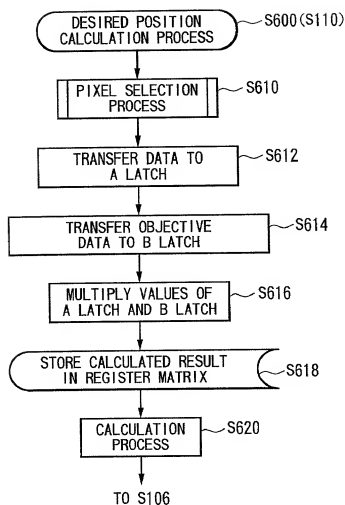 DESIRED POSITION
CALCULATION PROCESS
S600(S110)
PIXEL SELECTION
PROCESS
S610
TRANSFER DATA TO
A LATCH
S612
TRANSFER OBJECTIVE
DATA TO B LATCH
S614
MULTIPLY VALUES OF
A LATCH AND B LATCH
S616
STORE CALCULATED RESULT
IN REGISTER MATRIX
S618
CALCULATION
PROCESS
S620
TO S106